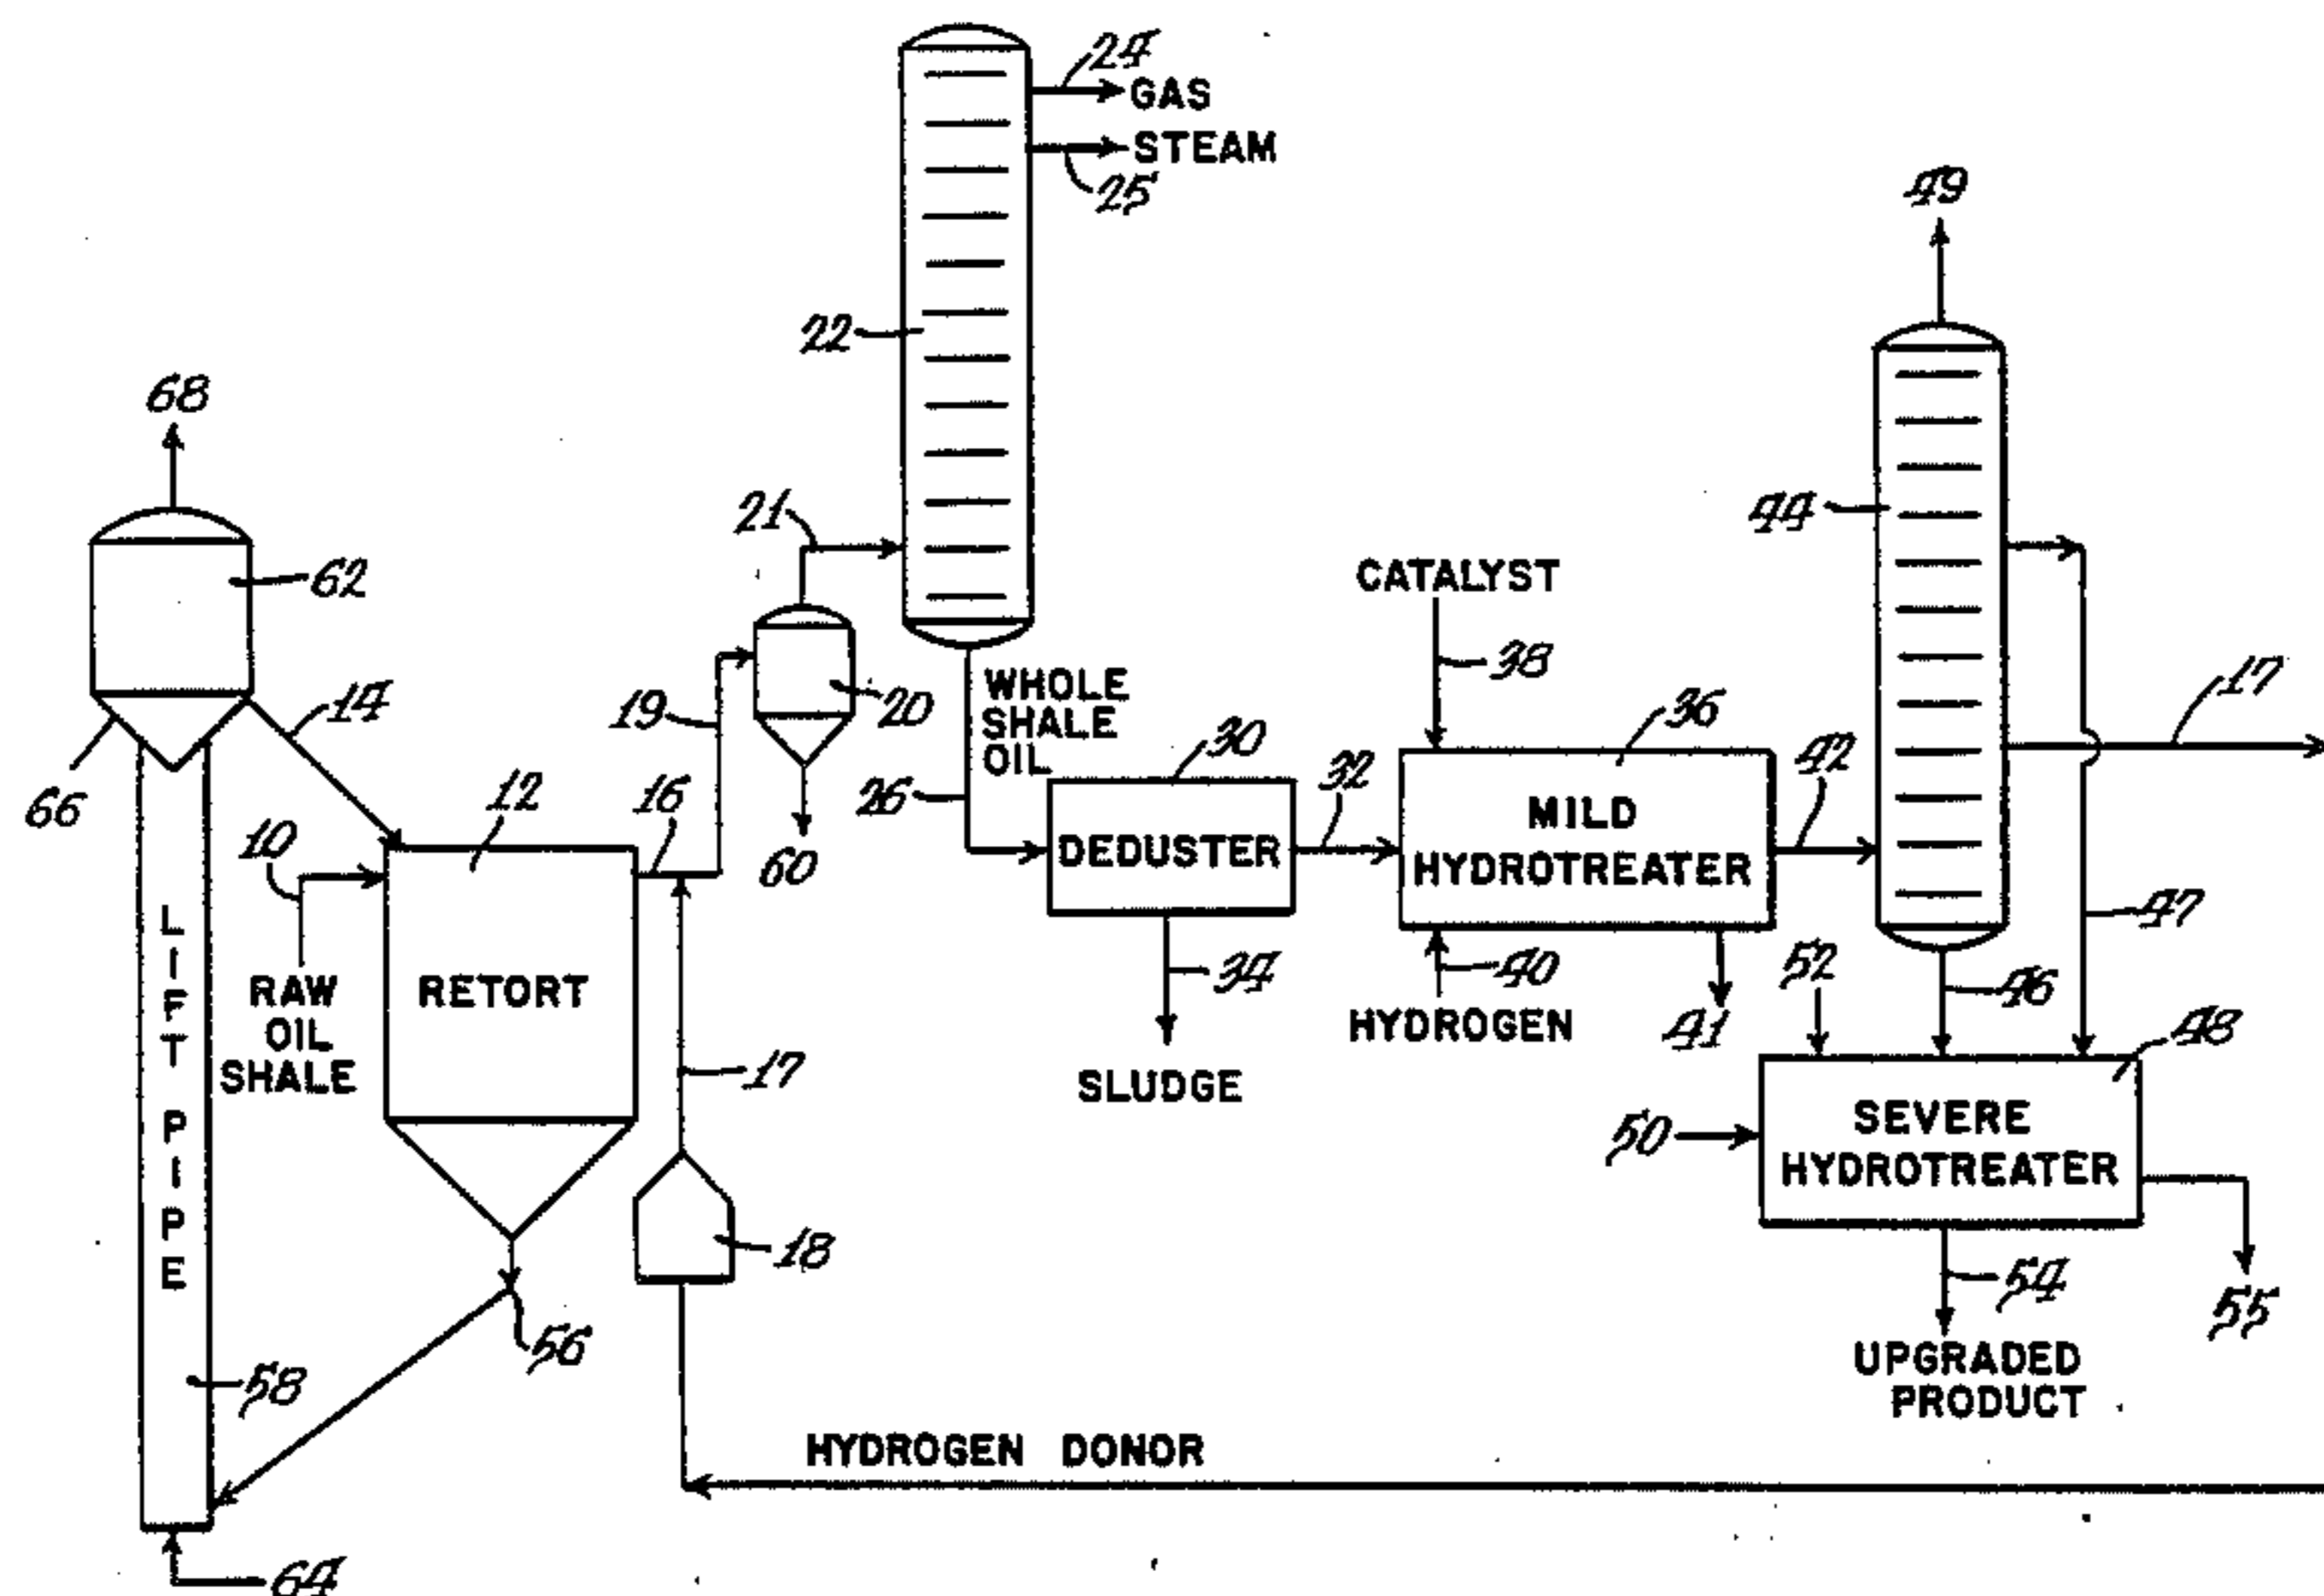 24
GAS
STEAM
25
49
22
68
21
44
62
CATALYST
38
14
19
20
WHOLE
SHALE
OIL
36
17
30
32
42
66
12
16
26
10
60
DEDUSTER
MILD
HYDROTREATER
47
LIFT PIPE
RAW
OIL
SHALE
RETORT
34
40
52
46
HYDROGEN
41
48
17
SLUDGE
50
SEVERE
HYDROTREATER
18
54
55
56
58
UPGRADED
PRODUCT
HYDROGEN DONOR
64